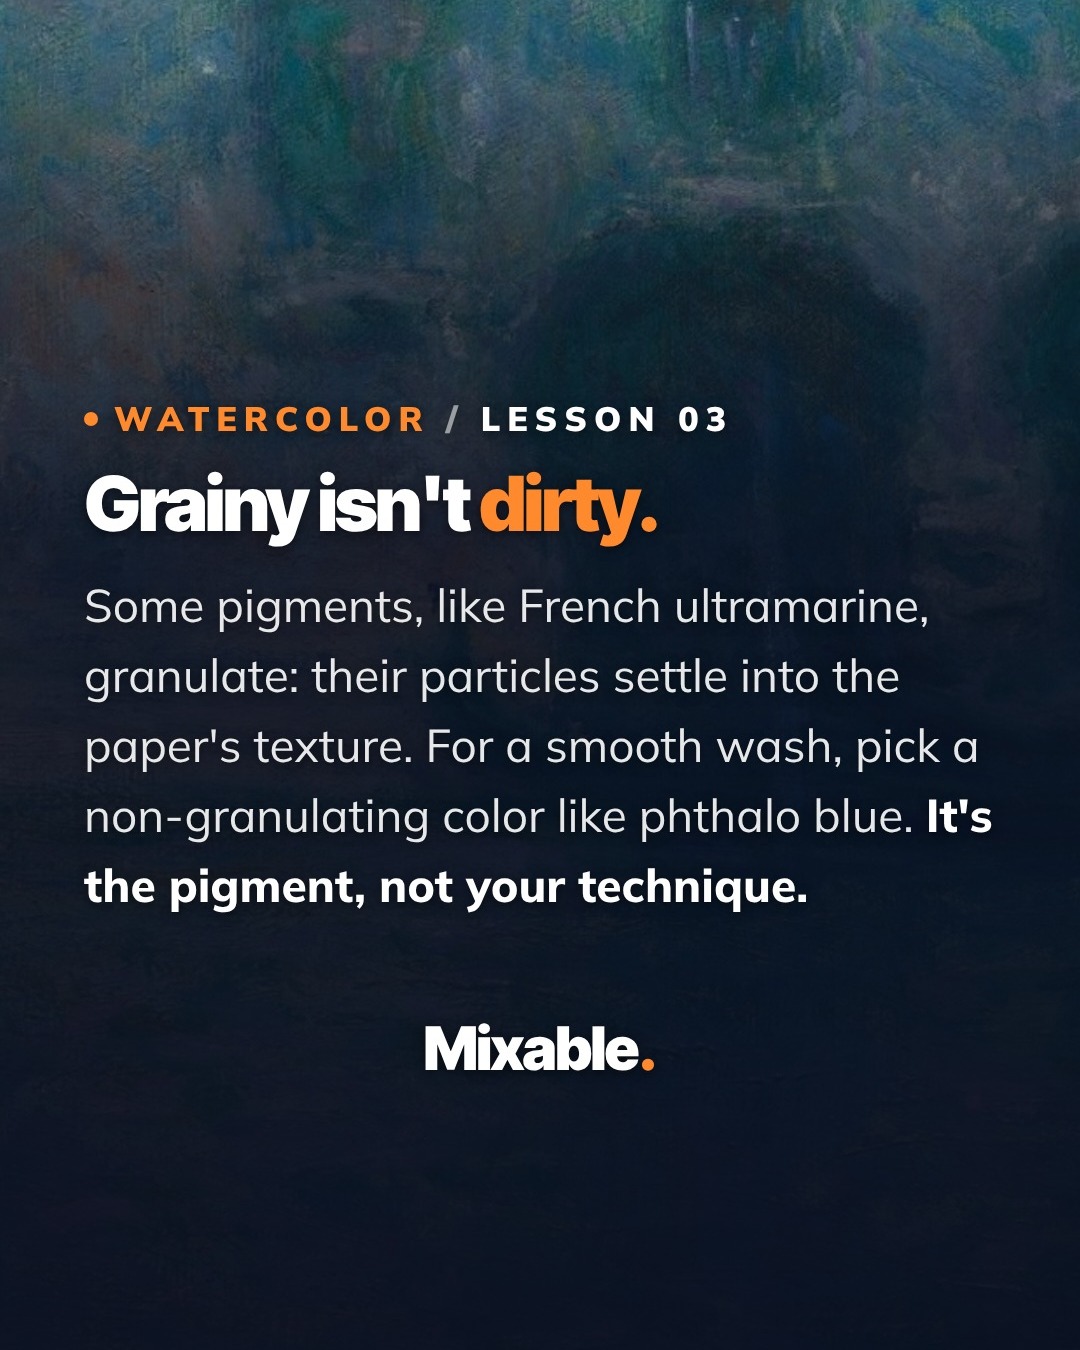 • WATERCOLOR / LESSON 03
Grainy isn't dirty.
Some pigments, like French ultramarine,
granulate: their particles settle into the
paper's texture. For a smooth wash, pick a
non-granulating color like phthalo blue. It's
the pigment, not your technique.
Mixable.